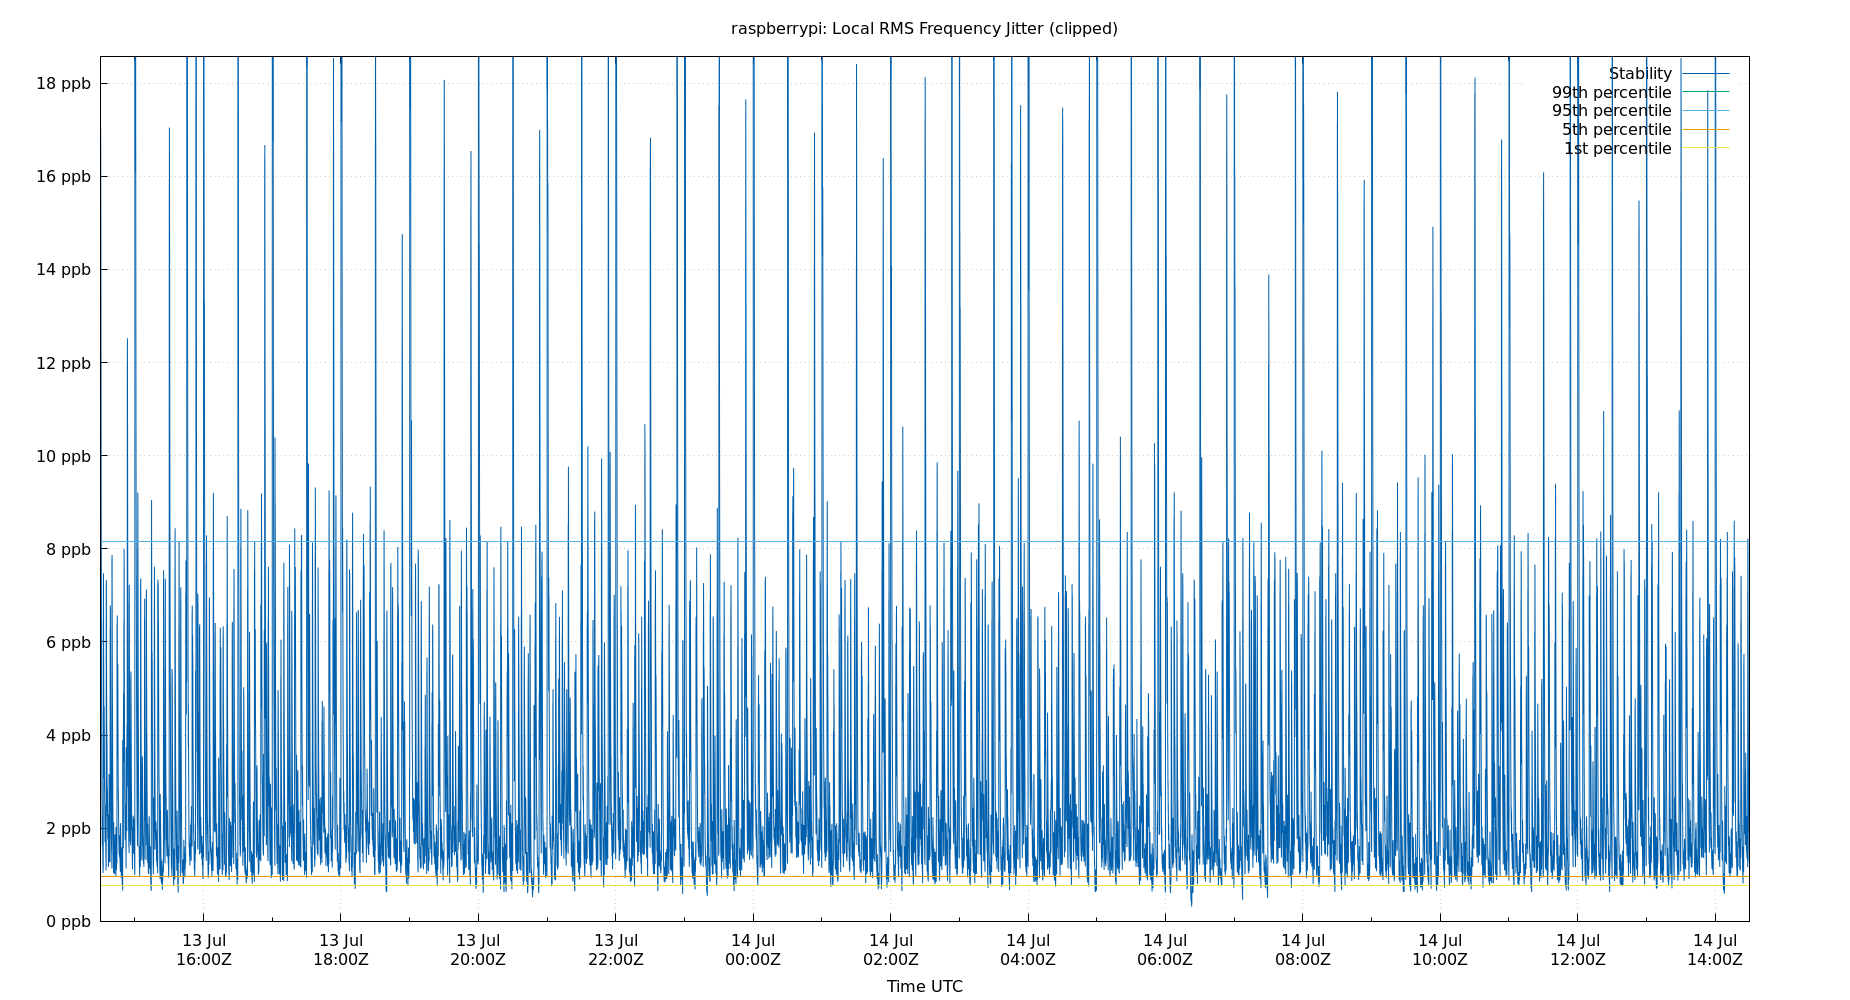 raspberrypi: Local RMS Frequency Jitter (clipped)
18 ppb
16 ppb
14 ppb
12 ppb
10 ppb
8 ppb
6 ppb
4 ppb
2 ppb
0 ppb
Stability
99th percentile
95th percentile
5th percentile
1st percentile
13 Jul 13 Jul 13 Jul 13 Jul 14 Jul 14 Jul 14 Jul 14 Jul 14 Jul 14 Jul 14 Jul 14 Jul
16:00Z 18:00Z 20:00Z 22:00Z 00:00Z 02:00Z 04:00Z 06:00Z 08:00Z 10:00Z 12:00Z 14:00Z
Time UTC